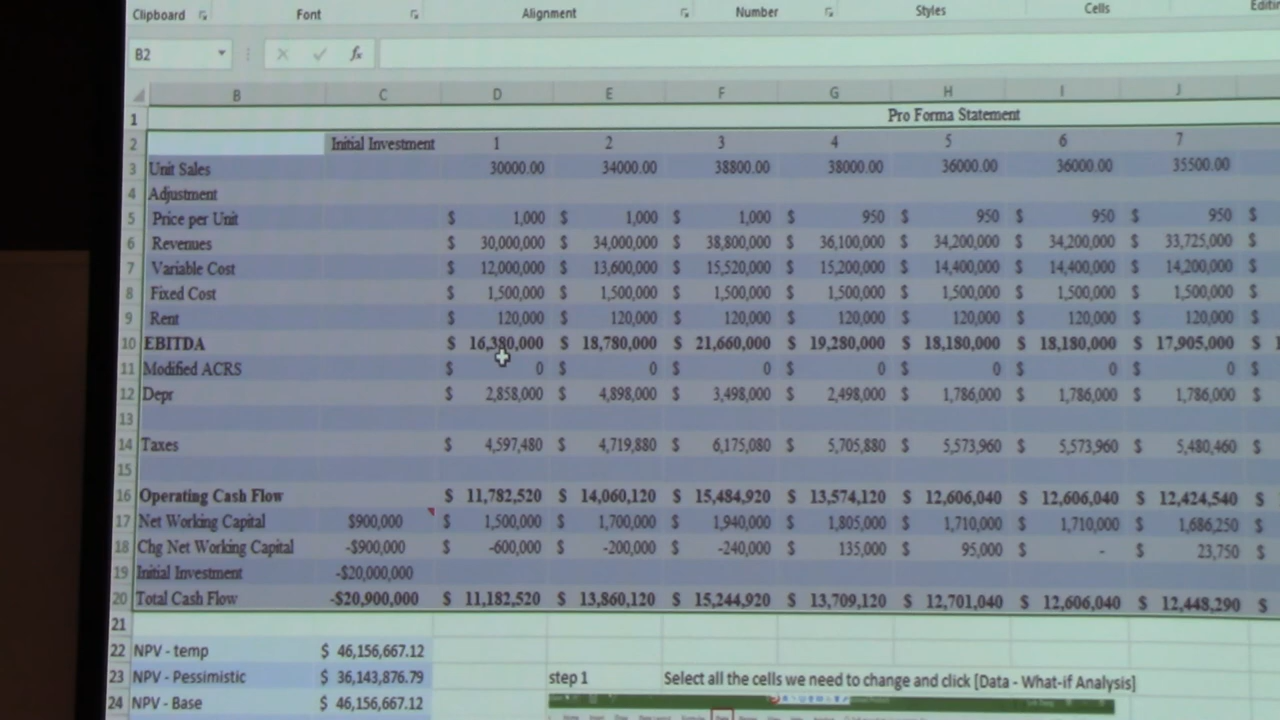 Clipboard Font Alignment Number Styles Cells
B2 fx
B C D E F G H I J
1 Pro Forma Statement
2 Initial Investment 1 2 3 4 5 6 7
3 Unit Sales 30000.00 34000.00 38800.00 38000.00 36000.00 36000.00 35500.00
4 Adjustment
5 Price per Unit $ 1,000 $ 1,000 $ 1,000 $ 950 $ 950 $ 950 $ 950 $
6 Revenues $ 30,000,000 $ 34,000,000 $ 38,800,000 $ 36,100,000 $ 34,200,000 $ 34,200,000 $ 33,725,000 $
7 Variable Cost $ 12,000,000 $ 13,600,000 $ 15,520,000 $ 15,200,000 $ 14,400,000 $ 14,400,000 $ 14,200,000 $
8 Fixed Cost $ 1,500,000 $ 1,500,000 $ 1,500,000 $ 1,500,000 $ 1,500,000 $ 1,500,000 $ 1,500,000 $
9 Rent $ 120,000 $ 120,000 $ 120,000 $ 120,000 $ 120,000 $ 120,000 $ 120,000 $
10 EBITDA $ 16,380,000 $ 18,780,000 $ 21,660,000 $ 19,280,000 $ 18,180,000 $ 18,180,000 $ 17,905,000 $
11 Modified ACRS $ 0 $ 0 $ 0 $ 0 $ 0 $ 0 $ 0 $
12 Depr $ 2,858,000 $ 4,898,000 $ 3,498,000 $ 2,498,000 $ 1,786,000 $ 1,786,000 $ 1,786,000 $
13
14 Taxes $ 4,597,480 $ 4,719,880 $ 6,175,080 $ 5,705,880 $ 5,573,960 $ 5,573,960 $ 5,480,460 $
15
16 Operating Cash Flow $ 11,782,520 $ 14,060,120 $ 15,484,920 $ 13,574,120 $ 12,606,040 $ 12,606,040 $ 12,424,540 $
17 Net Working Capital $900,000 $ 1,500,000 $ 1,700,000 $ 1,940,000 $ 1,805,000 $ 1,710,000 $ 1,710,000 $ 1,686,250 $
18 Chg Net Working Capital -$900,000 $ -600,000 $ -200,000 $ -240,000 $ 135,000 $ 95,000 $ - $ 23,750 $
19 Initial Investment -$20,000,000
20 Total Cash Flow -$20,900,000 $ 11,182,520 $ 13,860,120 $ 15,244,920 $ 13,709,120 $ 12,701,040 $ 12,606,040 $ 12,448,290 $
21
22 NPV - temp $ 46,156,667.12
23 NPV - Pessimistic $ 36,143,876.79 step 1 Select all the cells we need to change and click [Data - What-if Analysis]
24 NPV - Base $ 46,156,667.12